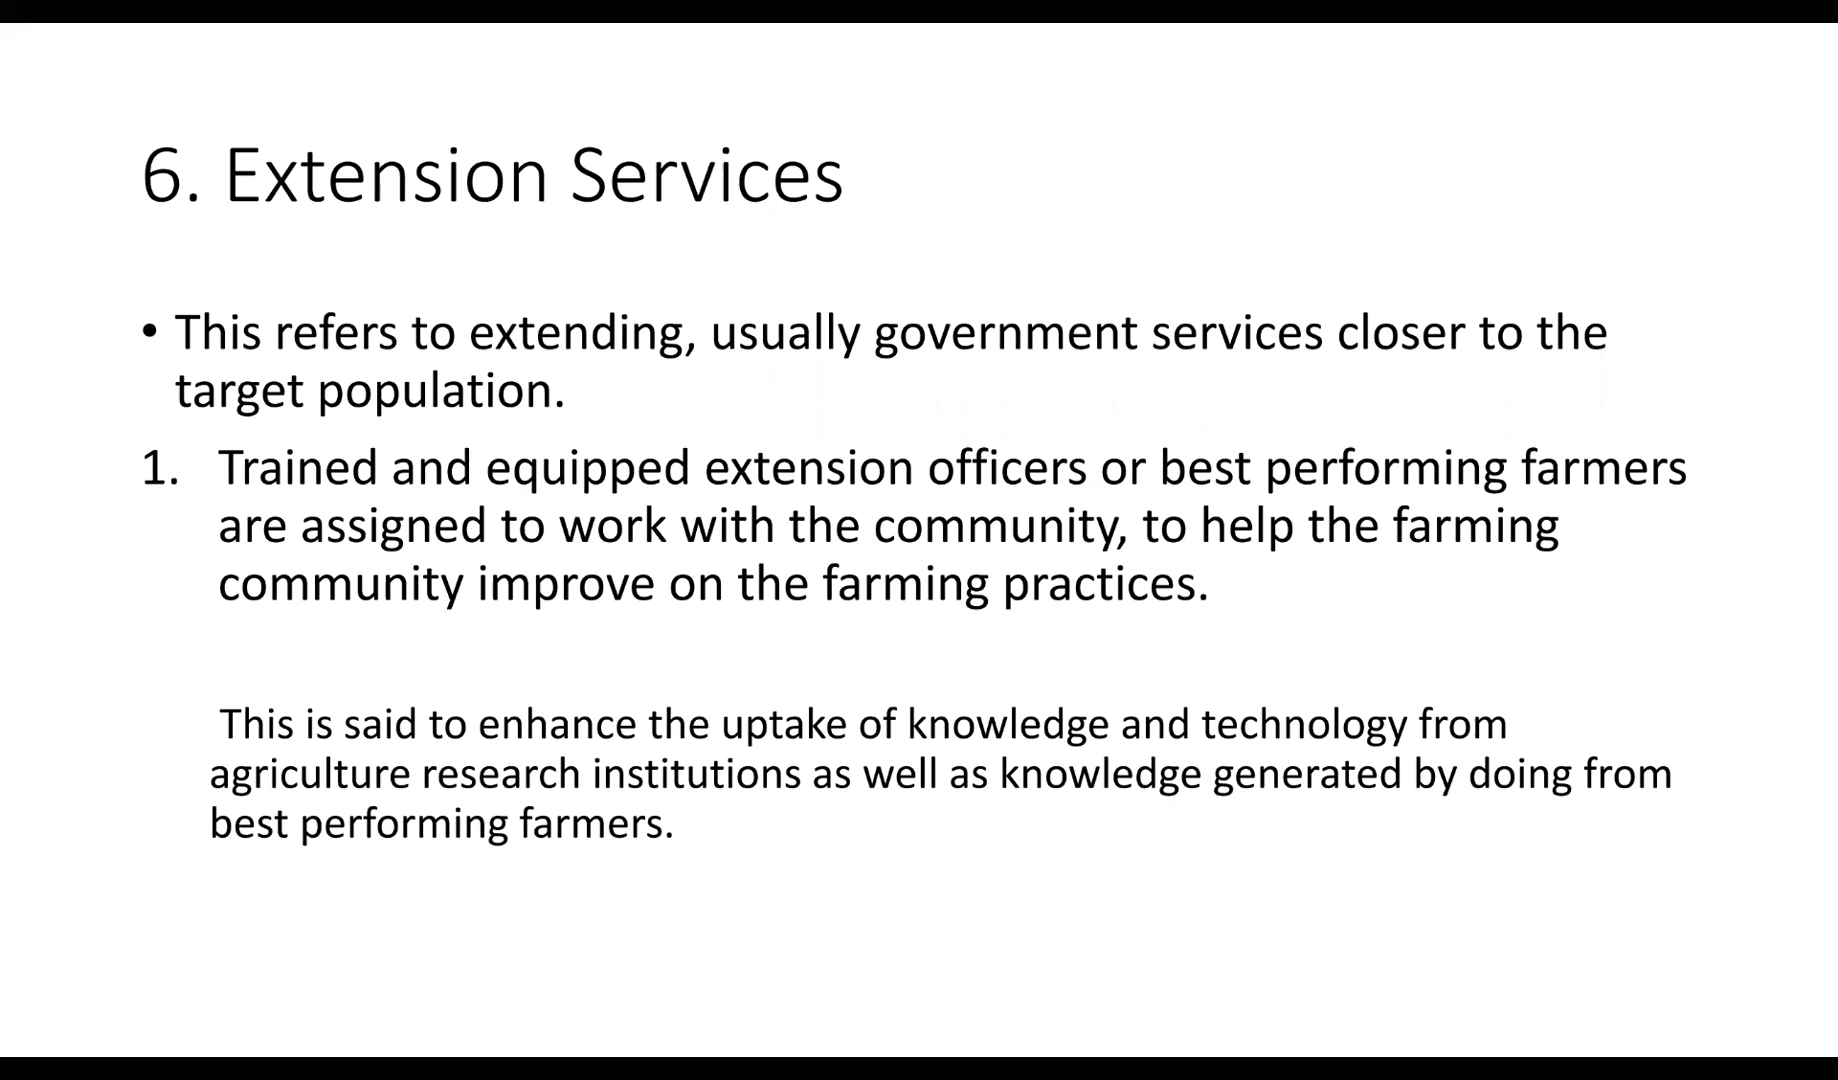 6. Extension Services
• This refers to extending, usually government services closer to the
target population.
1. Trained and equipped extension officers or best performing farmers
are assigned to work with the community, to help the farming
community improve on the farming practices.
This is said to enhance the uptake of knowledge and technology from
agriculture research institutions as well as knowledge generated by doing from
best performing farmers.